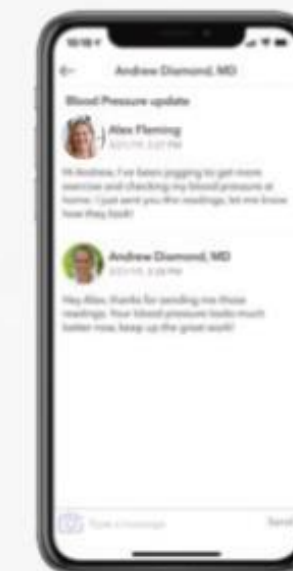 Andrew Diamond, MD
Blood Pressure update
Alex Fleming
Hi Andrew, I've been jogging to get more
exercise and checking my blood pressure at
home. I just sent you the readings, let me know
how they look!
Andrew Diamond, MD
Hey Alex, thanks for sending me those
readings. Your blood pressure looks much
better now, keep up the great work!
Type a message
Send